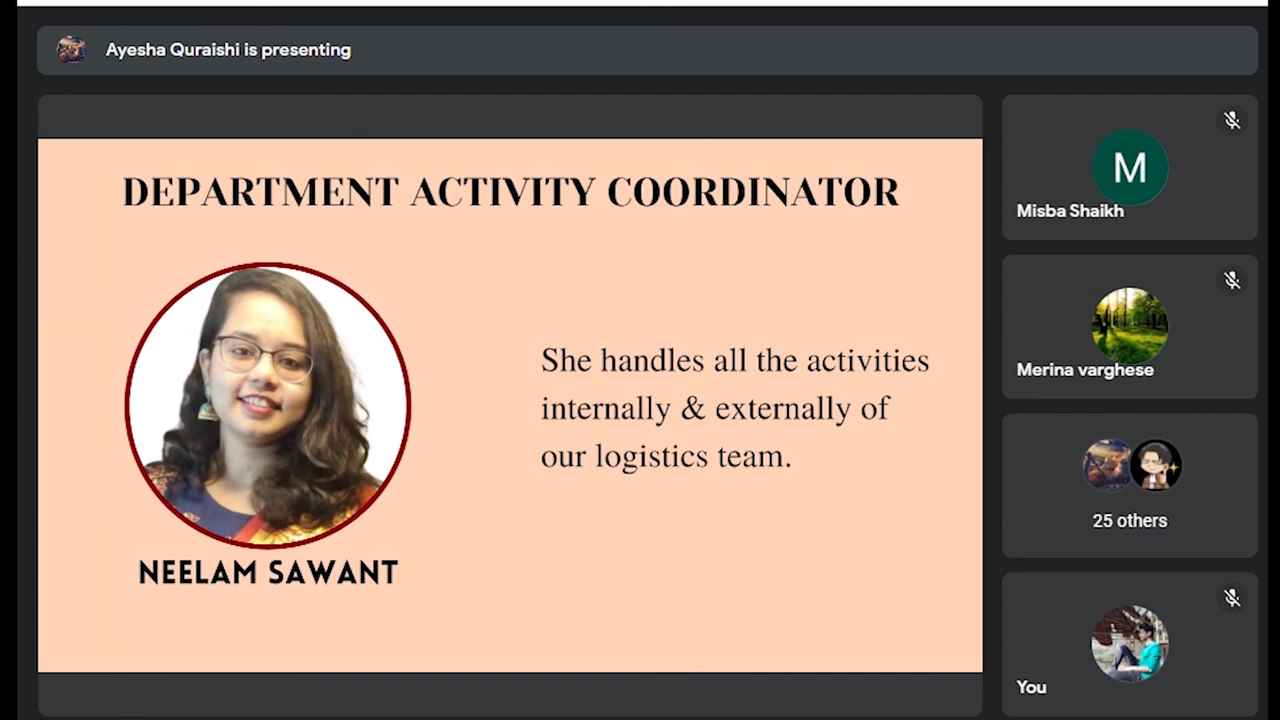 Ayesha Quraishi is presenting
DEPARTMENT ACTIVITY COORDINATOR
She handles all the activities
internally & externally of
our logistics team.
NEELAM SAWANT
M
Misba Shaikh
Merina varghese
25 others
You